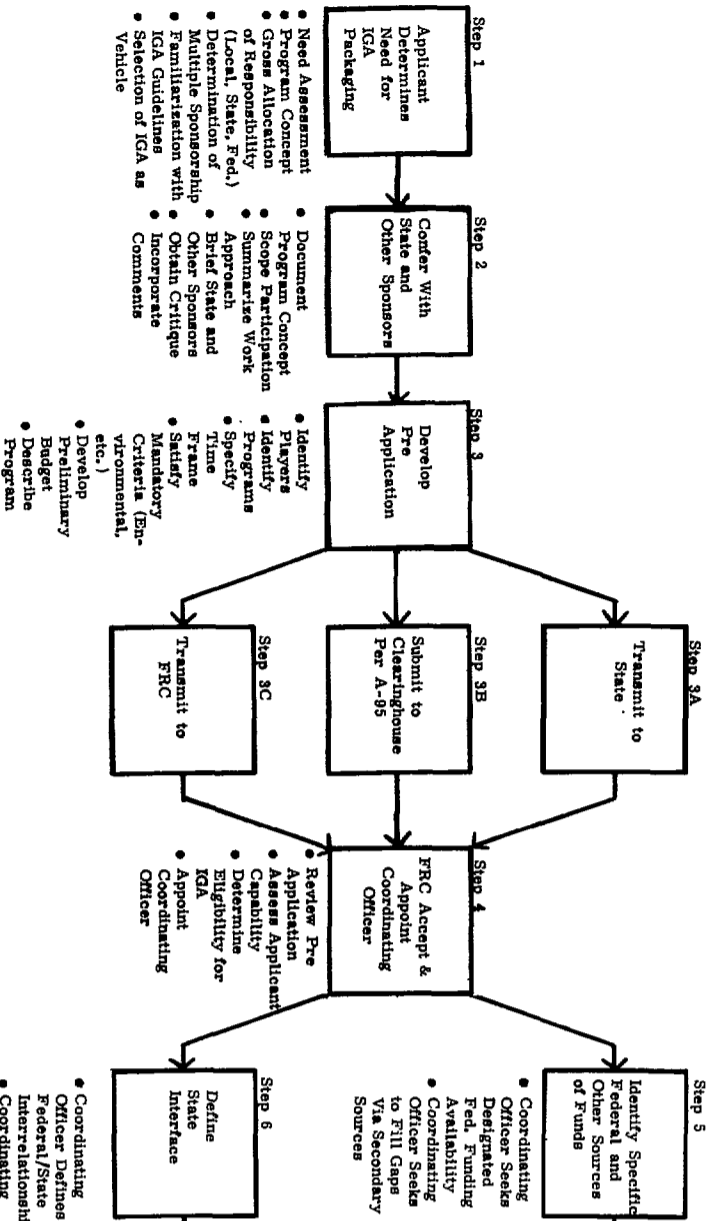 Step 1
Applicant
Determines
Need for
IGA
Packaging
● Need Assessment
● Program Concept
● Gross Allocation
of Responsibility
(Local, State, Fed.)
● Determination of
Multiple Sponsorship
● Familiarization with
IGA Guidelines
● Selection of IGA as
Vehicle
Step 2
Confer With
State and
Other Sponsors
● Document
Program Concept
● Scope Participation
● Summarize Work
Approach
● Brief State and
Other Sponsors
● Obtain Critique
● Incorporate
Comments
Step 3
Develop
Pre
Application
● Identify
Players
● Identify
Programs
● Specify
Time
Frame
● Satisfy
Mandatory
Criteria (En-
vironmental,
etc.)
● Develop
Preliminary
Budget
● Describe
Program
Step 3A
Transmit to
State
Step 3B
Submit to
Clearinghouse
Per A-95
Step 3C
Transmit to
FRC
Step 4
FRC Accept &
Appoint
Coordinating
Officer
● Review Pre
Application
● Assess Applicant
Capability
● Determine
Eligibility for
IGA
● Appoint
Coordinating
Officer
Step 5
Identify Specific
Federal and
Other Sources
of Funds
● Coordinating
Officer Seeks
Designated
Fed. Funding
Availability
● Coordinating
Officer Seeks
to Fill Gaps
Via Secondary
Sources
Step 6
Define
State
Interface
● Coordinating
Officer Defines
Federal/State
Interrelationshi
● Coordinating